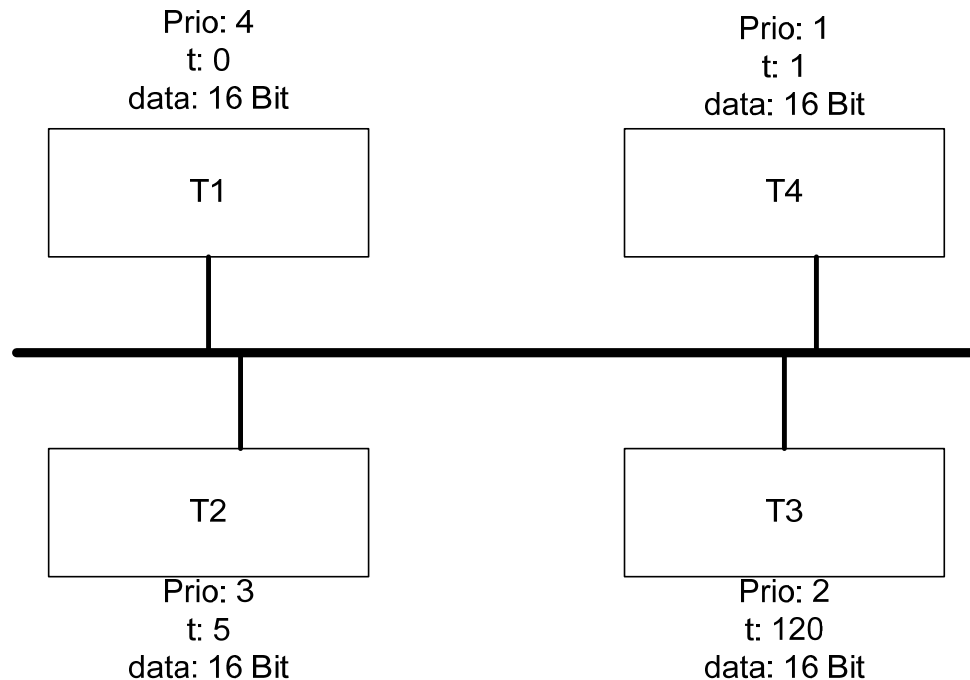 Prio: 4
t: 0
data: 16 Bit
T1
Prio: 1
t: 1
data: 16 Bit
T4
T2
Prio: 3
t: 5
data: 16 Bit
T3
Prio: 2
t: 120
data: 16 Bit